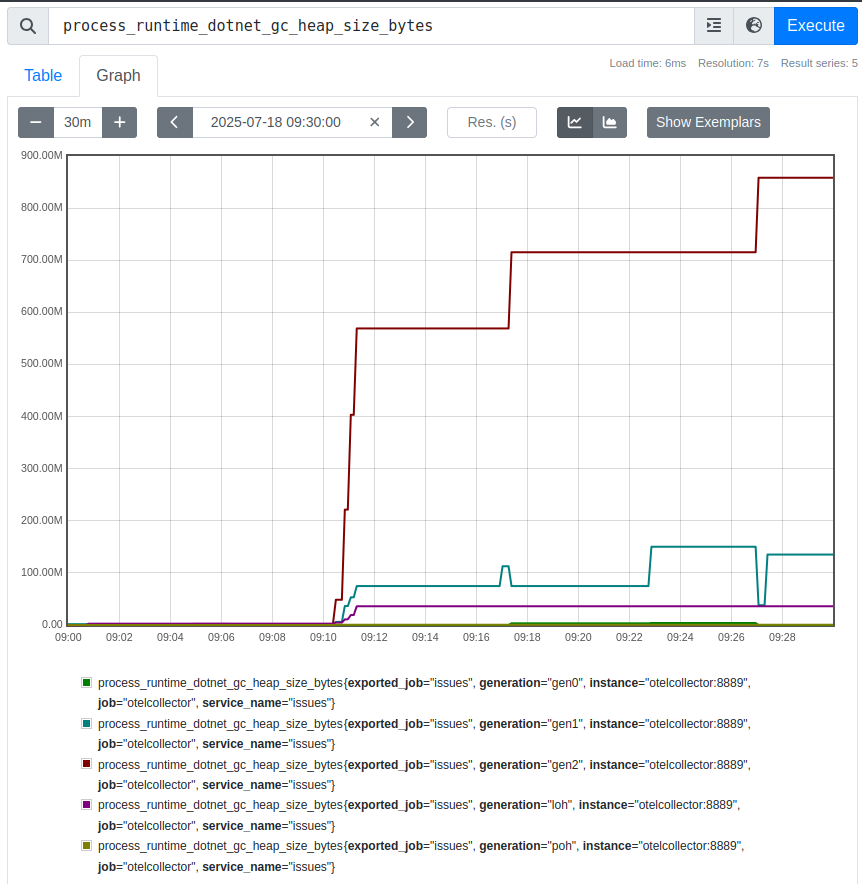 process_runtime_dotnet_gc_heap_size_bytes Execute
Load time: 6ms Resolution: 7s Result series: 5
Table Graph
30m 2025-07-18 09:30:00 Res. (s) Show Exemplars
900.00M
800.00M
700.00M
600.00M
500.00M
400.00M
300.00M
200.00M
100.00M
0.00
09:00 09:02 09:04 09:06 09:08 09:10 09:12 09:14 09:16 09:18 09:20 09:22 09:24 09:26 09:28
process_runtime_dotnet_gc_heap_size_bytes{exported_job="issues", generation="gen0", instance="otelcollector:8889",
job="otelcollector", service_name="issues"}
process_runtime_dotnet_gc_heap_size_bytes{exported_job="issues", generation="gen1", instance="otelcollector:8889",
job="otelcollector", service_name="issues"}
process_runtime_dotnet_gc_heap_size_bytes{exported_job="issues", generation="gen2", instance="otelcollector:8889",
job="otelcollector", service_name="issues"}
process_runtime_dotnet_gc_heap_size_bytes{exported_job="issues", generation="loh", instance="otelcollector:8889",
job="otelcollector", service_name="issues"}
process_runtime_dotnet_gc_heap_size_bytes{exported_job="issues", generation="poh", instance="otelcollector:8889",
job="otelcollector", service_name="issues"}